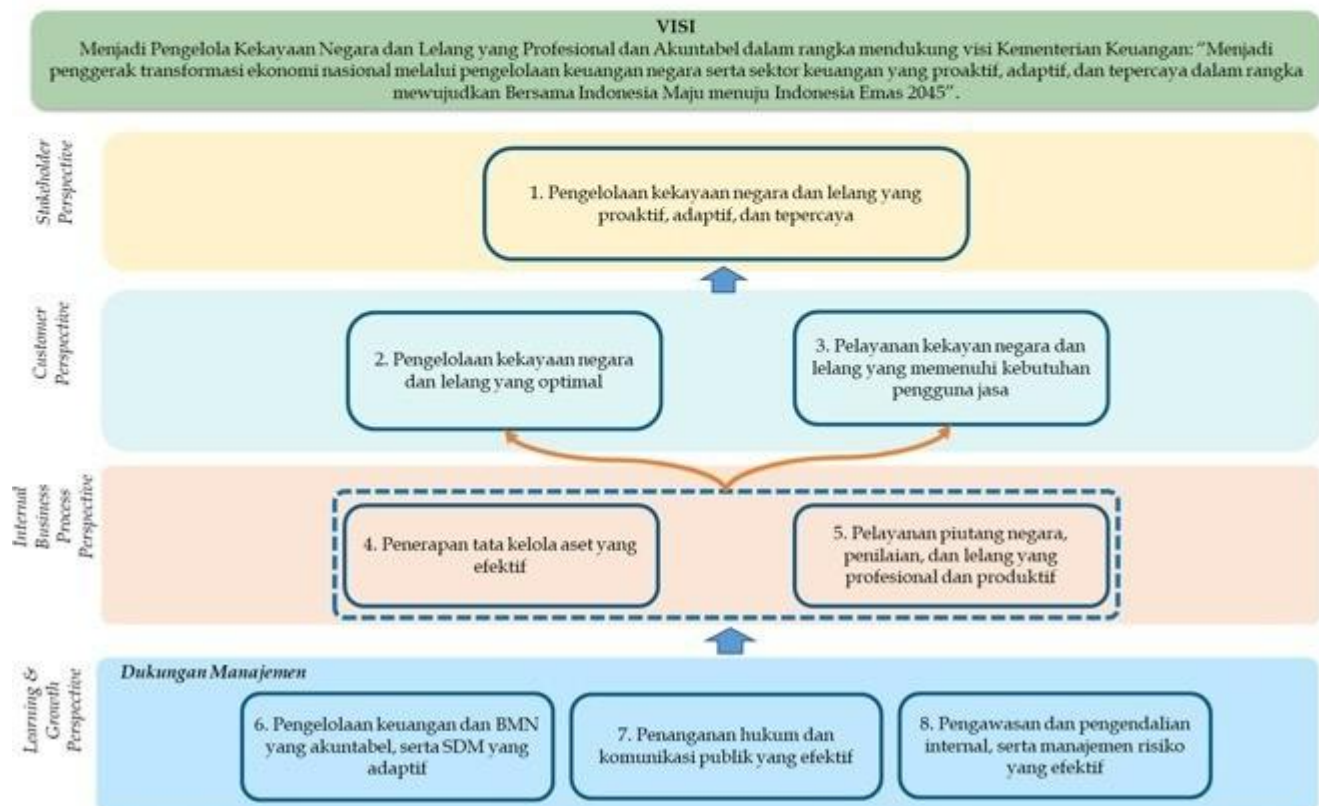 VISI
Menjadi Pengelola Kekayaan Negara dan Lelang yang Profesional dan Akuntabel dalam rangka mendukung visi Kementerian Keuangan: "Menjadi
penggerak transformasi ekonomi nasional melalui pengelolaan keuangan negara serta sektor keuangan yang proaktif, adaptif, dan tepercaya dalam rangka
mewujudkan Bersama Indonesia Maju menuju Indonesia Emas 2045".
Stakeholder
Perspective
1. Pengelolaan kekayaan negara dan lelang yang
proaktif, adaptif, dan tepercaya
Customer
Perspective
2. Pengelolaan kekayaan negara
dan lelang yang optimal
3. Pelayanan kekayan negara dan
lelang yang memenuhi kebutuhan
pengguna jasa
Internal
Business
Process
Perspective
4. Penerapan tata kelola aset yang
efektif
5. Pelayanan piutang negara,
penilaian, dan lelang yang
profesional dan produktif
Learning &
Growth
Perspective
Dukungan Manajemen
6. Pengelolaan keuangan dan BMN
yang akuntabel, serta SDM yang
adaptif
7. Penanganan hukum dan
komunikasi publik yang efektif
8. Pengawasan dan pengendalian
internal, serta manajemen risiko
yang efektif